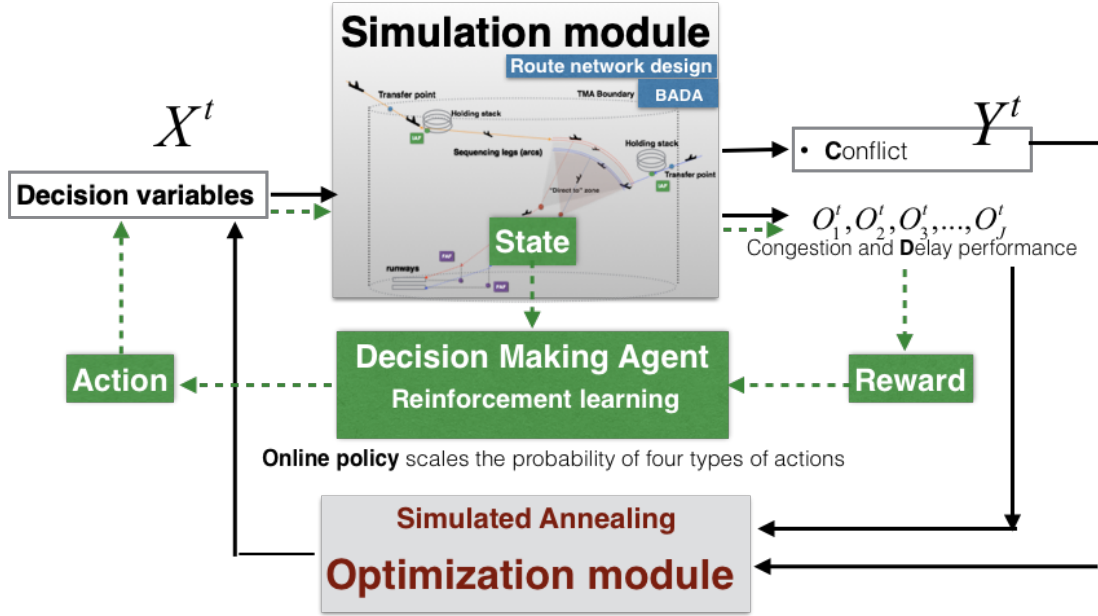 Simulation module
Route network design
BADA
Transfer point
TMA Boundary
Holding stack
IAF
Sequencing legs (arcs)
Holding stack
Transfer point
IAF
"Direct to" zone
FAF
runways
FAF
State
X^t
Decision variables
Y^t
• Conflict
O_1^t, O_2^t, O_3^t, ..., O_J^t
Congestion and Delay performance
Action
Decision Making Agent
Reinforcement learning
Reward
Online policy scales the probability of four types of actions
Simulated Annealing
Optimization module